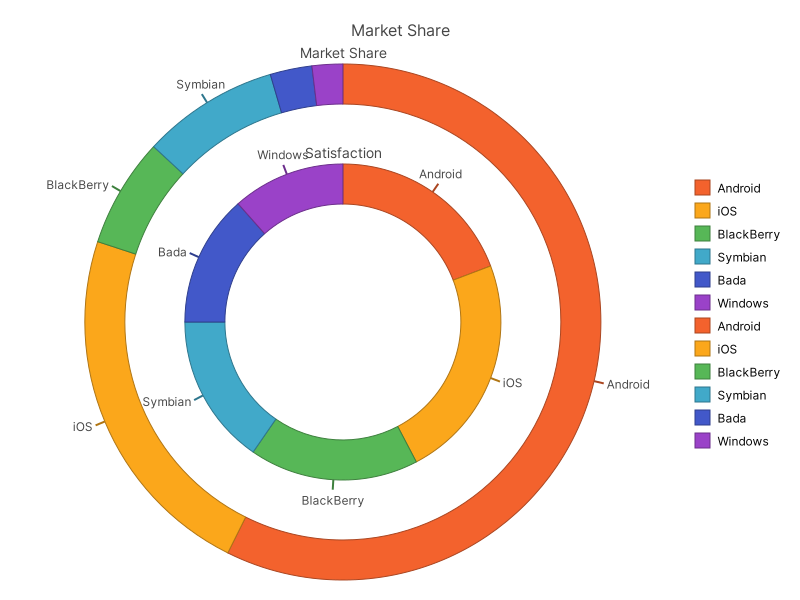 Market Share
Market Share
Symbian
Windows
Satisfaction
Android
BlackBerry
Bada
iOS
Symbian
Android
iOS
BlackBerry
Android
iOS
BlackBerry
Symbian
Bada
Windows
Android
iOS
BlackBerry
Symbian
Bada
Windows